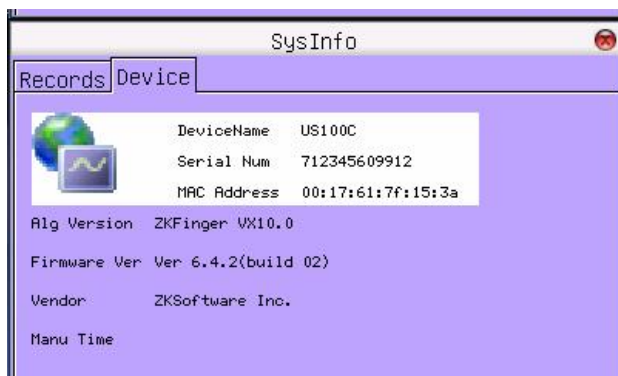 SysInfo
Records Device
DeviceName US100C
Serial Num 712345609912
MAC Address 00:17:61:7f:15:3a
Alg Version ZKFinger VX10.0
Firmware Ver Ver 6.4.2(build 02)
Vendor ZKSoftware Inc.
Manu Time